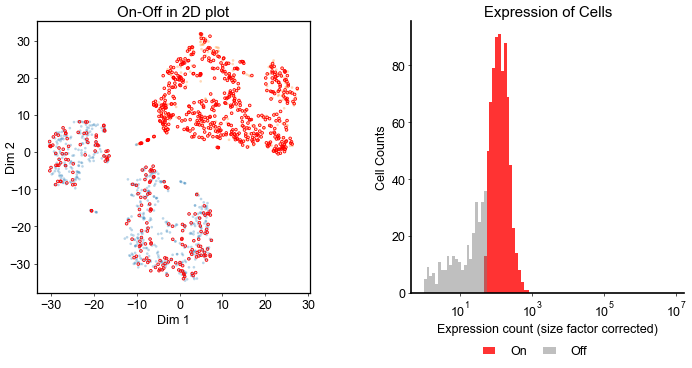 On-Off in 2D plot
Expression of Cells
Dim 2
30
20
10
0
−10
−20
−30
−30 −20 −10 0 10 20 30
Dim 1
Cell Counts
80
60
40
20
0
10^1 10^3 10^5 10^7
Expression count (size factor corrected)
On Off